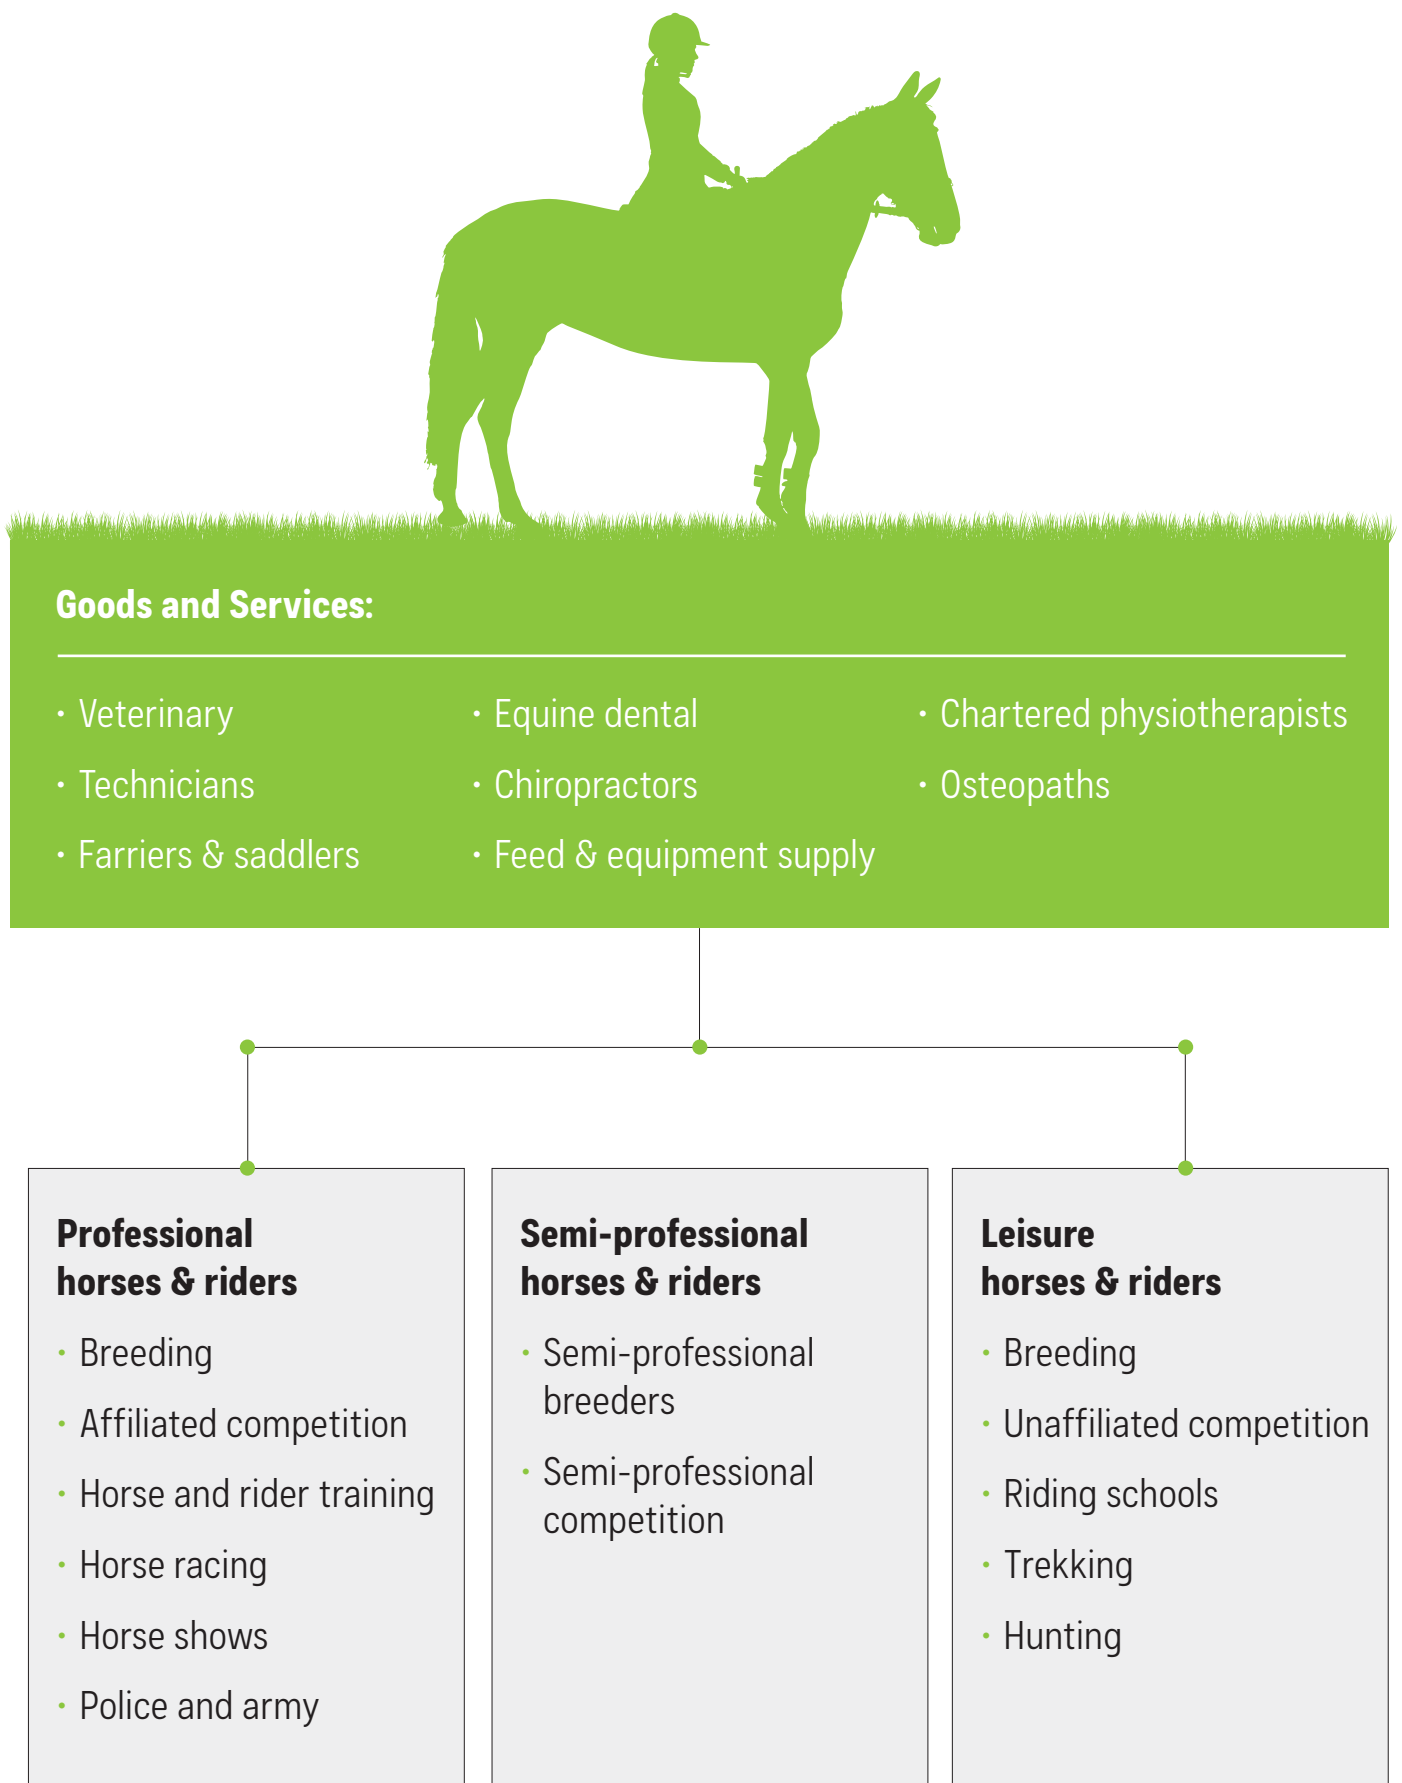 Goods and Services:
· Veterinary
· Technicians
· Farriers & saddlers
· Equine dental
· Chiropractors
· Feed & equipment supply
· Chartered physiotherapists
· Osteopaths
Professional
horses & riders
· Breeding
· Affiliated competition
· Horse and rider training
· Horse racing
· Horse shows
· Police and army
Semi-professional
horses & riders
· Semi-professional
breeders
· Semi-professional
competition
Leisure
horses & riders
· Breeding
· Unaffiliated competition
· Riding schools
· Trekking
· Hunting